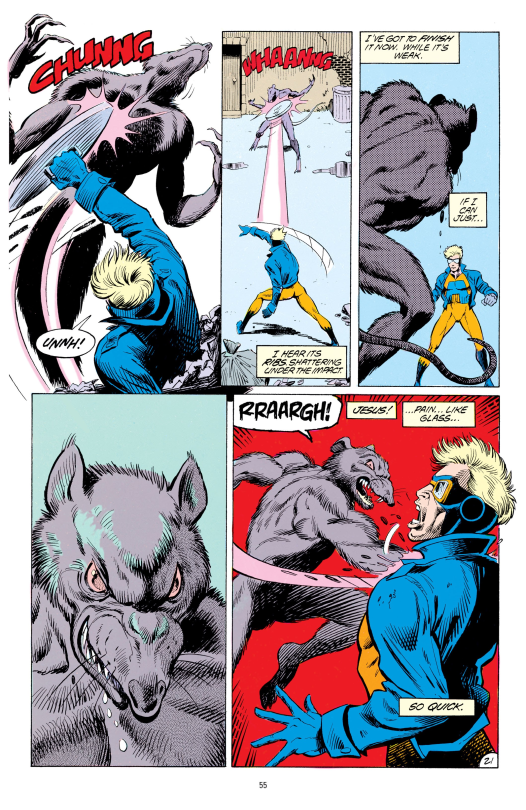 CHUNNG
UNNH!
WHAANNG
I HEAR ITS
RIBS SHATTERING
UNDER THE IMPACT.
I'VE GOT TO FINISH
IT NOW. WHILE IT'S
WEAK.
IF I
CAN
JUST...
RRAARGH!
JESUS!
...PAIN... LIKE
GLASS...
SO QUICK.
21
55